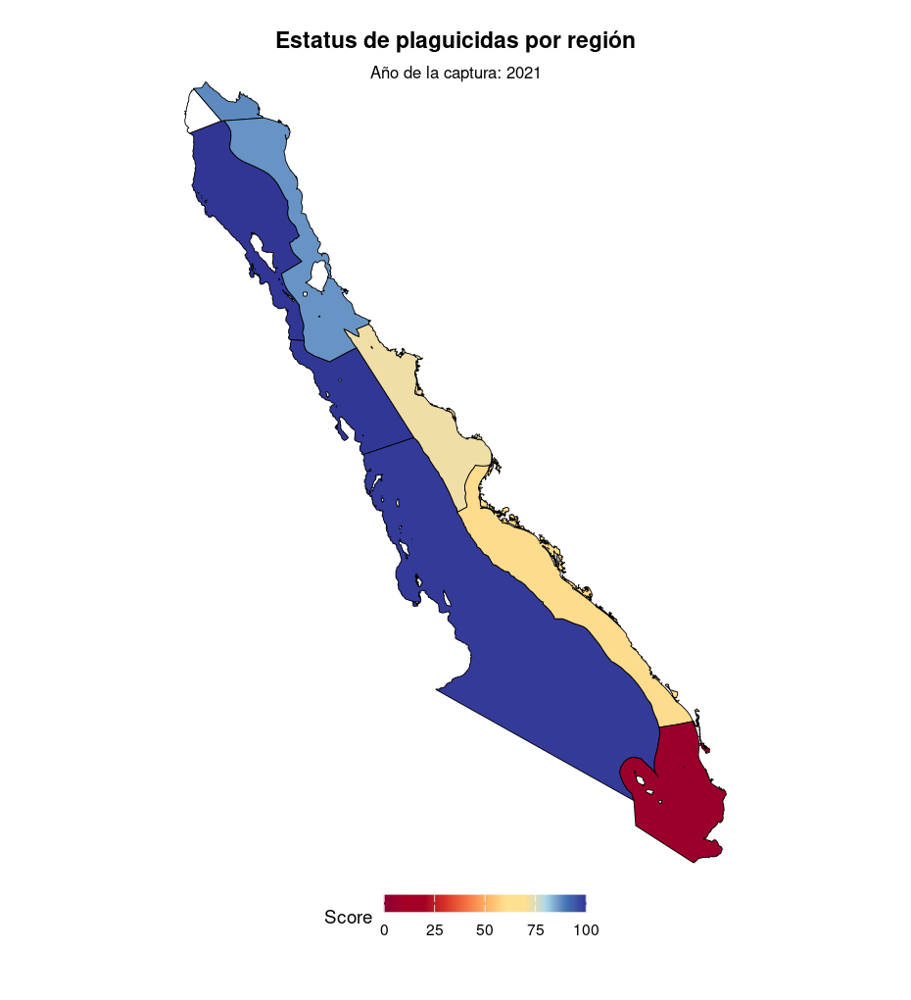 Estatus de plaguicidas por región
Año de la captura: 2021
Score
0 25 50 75 100